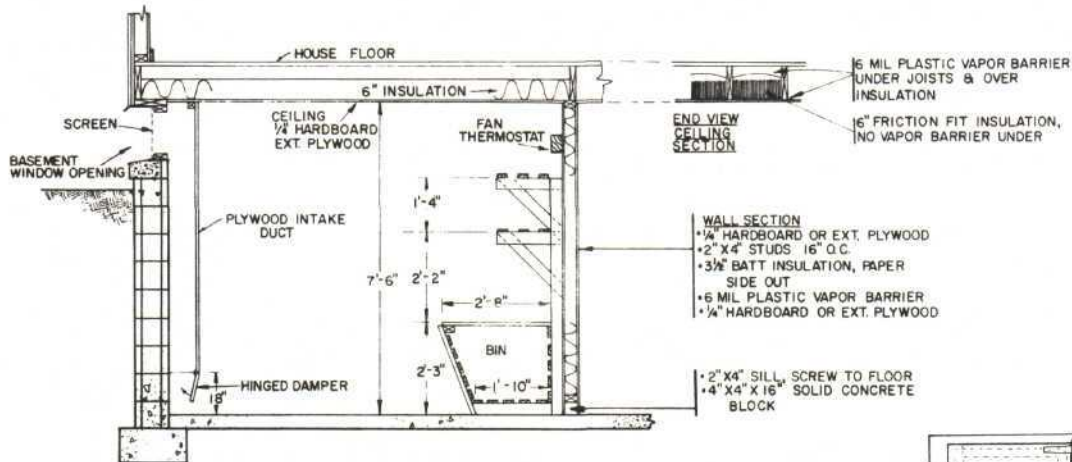 HOUSE FLOOR
6" INSULATION
6 MIL PLASTIC VAPOR BARRIER
UNDER JOISTS & OVER
INSULATION
SCREEN
CEILING
1/4" HARDBOARD
EXT. PLYWOOD
FAN
THERMOSTAT
END VIEW
CEILING
SECTION
6" FRICTION FIT INSULATION,
NO VAPOR BARRIER UNDER
BASEMENT
WINDOW OPENING
PLYWOOD INTAKE
DUCT
1'-4"
7'-6"
2'-2"
2'-8"
WALL SECTION
•1/4" HARDBOARD OR EXT. PLYWOOD
•2" X 4" STUDS 16" O.C.
•3 1/2" BATT INSULATION, PAPER
SIDE OUT
•6 MIL PLASTIC VAPOR BARRIER
•1/4" HARDBOARD OR EXT. PLYWOOD
BIN
2'-3"
1'-10"
HINGED DAMPER
18"
•2" X 4" SILL, SCREW TO FLOOR
•4" X 4" X 16" SOLID CONCRETE
BLOCK